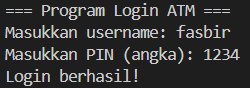 === Program Login ATM ===
Masukkan username: fasbir
Masukkan PIN (angka): 1234
Login berhasil!